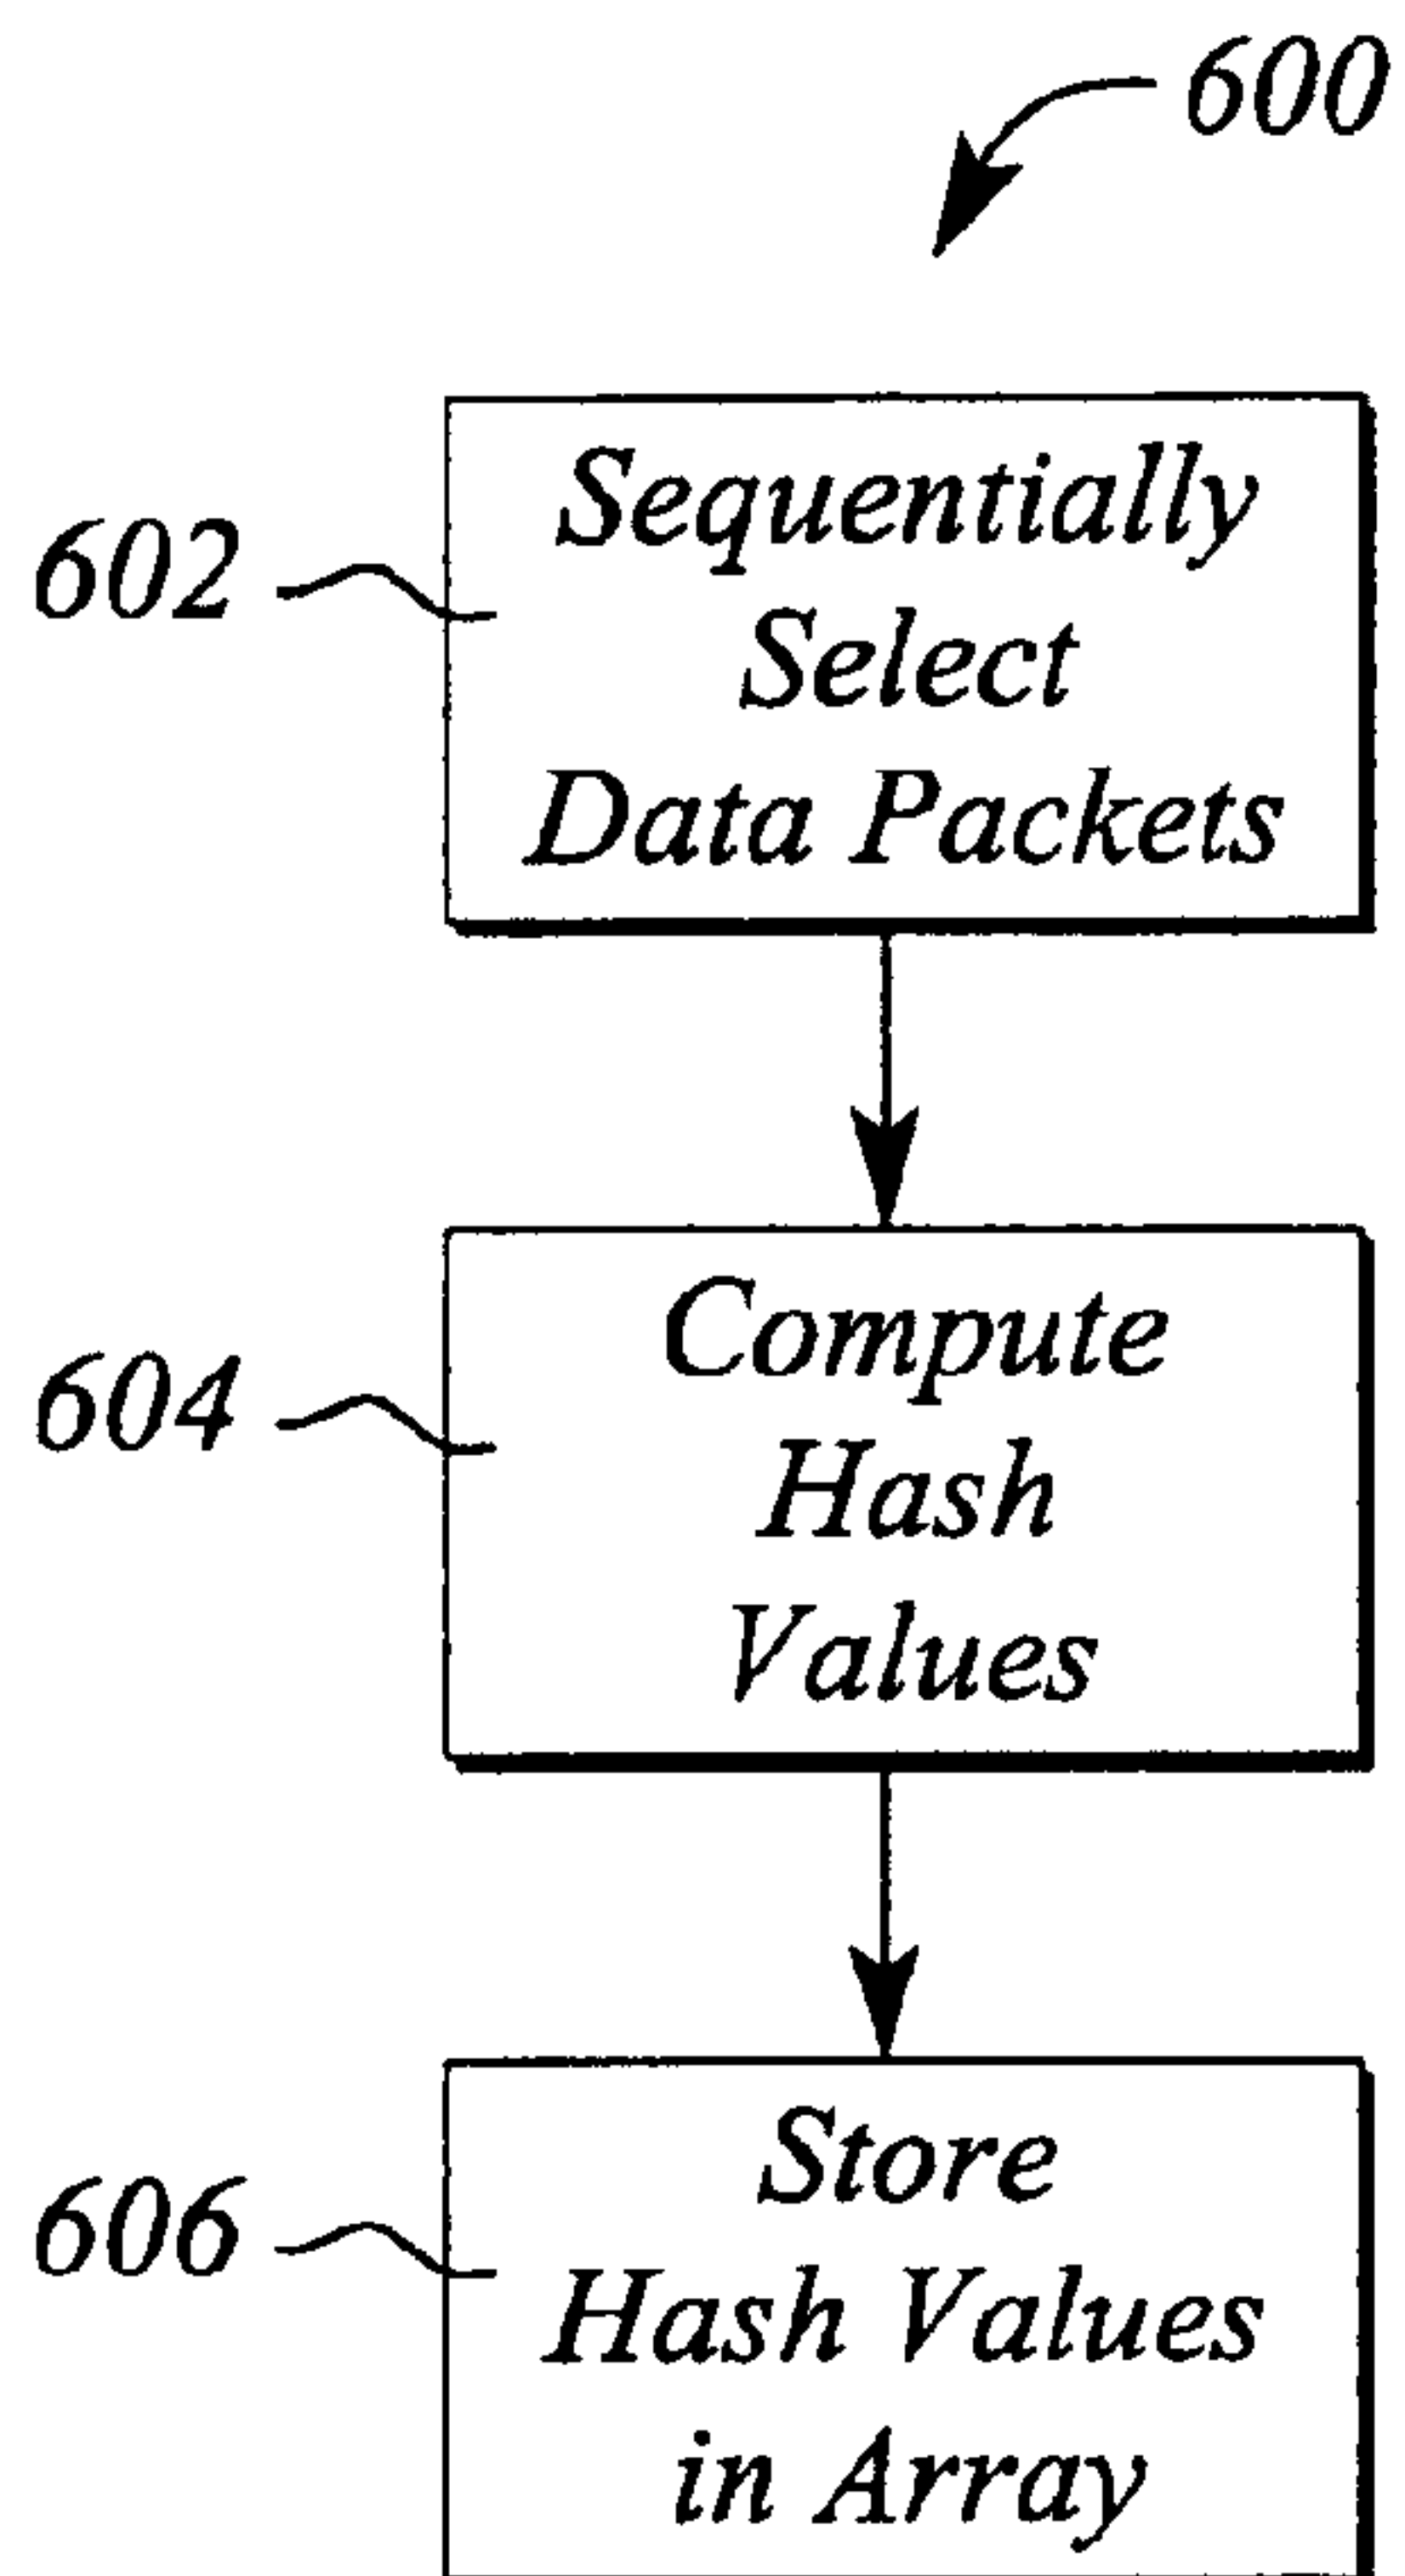 600
602
Sequentially
Select
Data Packets
604
Compute
Hash
Values
606
Store
Hash Values
in Array